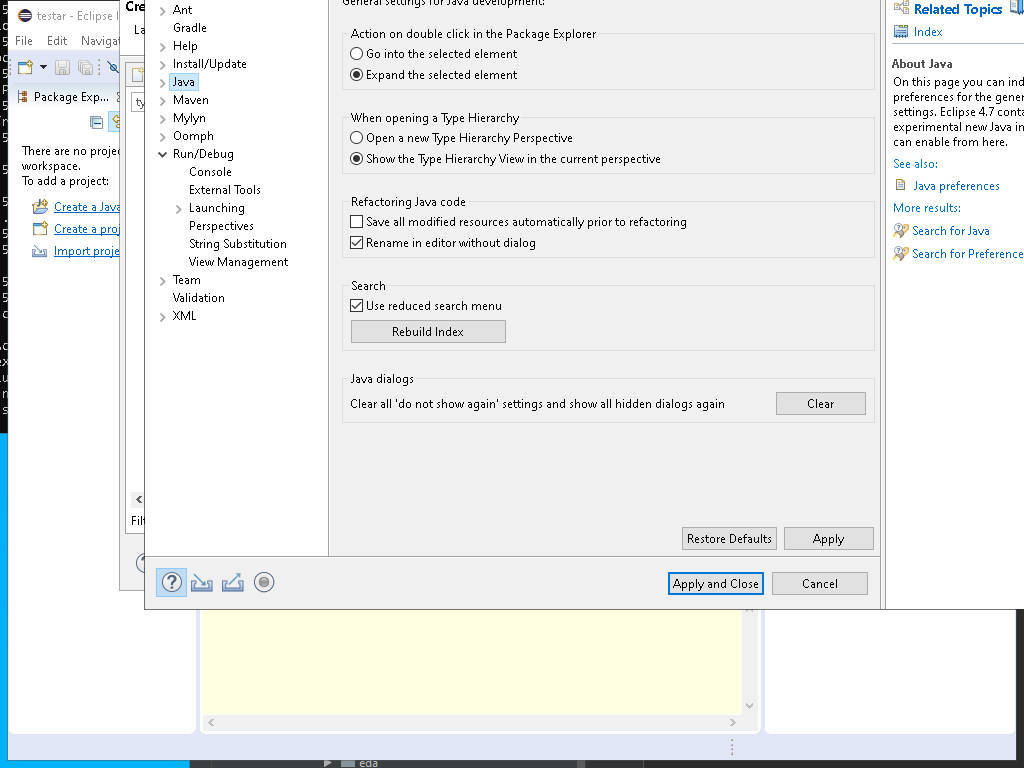 testar - Eclipse I
File Edit Navigat
Package Exp...
There are no projec
workspace.
To add a project:
Create a Java
Create a proj
Import proje
Cre
La
ty
Filt
Ant
Gradle
Help
Install/Update
Java
Maven
Mylyn
Oomph
Run/Debug
Console
External Tools
Launching
Perspectives
String Substitution
View Management
Team
Validation
XML
General settings for Java development:
Action on double click in the Package Explorer
Go into the selected element
Expand the selected element
When opening a Type Hierarchy
Open a new Type Hierarchy Perspective
Show the Type Hierarchy View in the current perspective
Refactoring Java code
Save all modified resources automatically prior to refactoring
Rename in editor without dialog
Search
Use reduced search menu
Rebuild Index
Java dialogs
Clear all 'do not show again' settings and show all hidden dialogs again
Clear
Restore Defaults
Apply
Apply and Close
Cancel
Related Topics
Index
About Java
On this page you can ind
preferences for the gener
settings. Eclipse 4.7 conta
experimental new Java in
can enable from here.
See also:
Java preferences
More results:
Search for Java
Search for Preference
eda